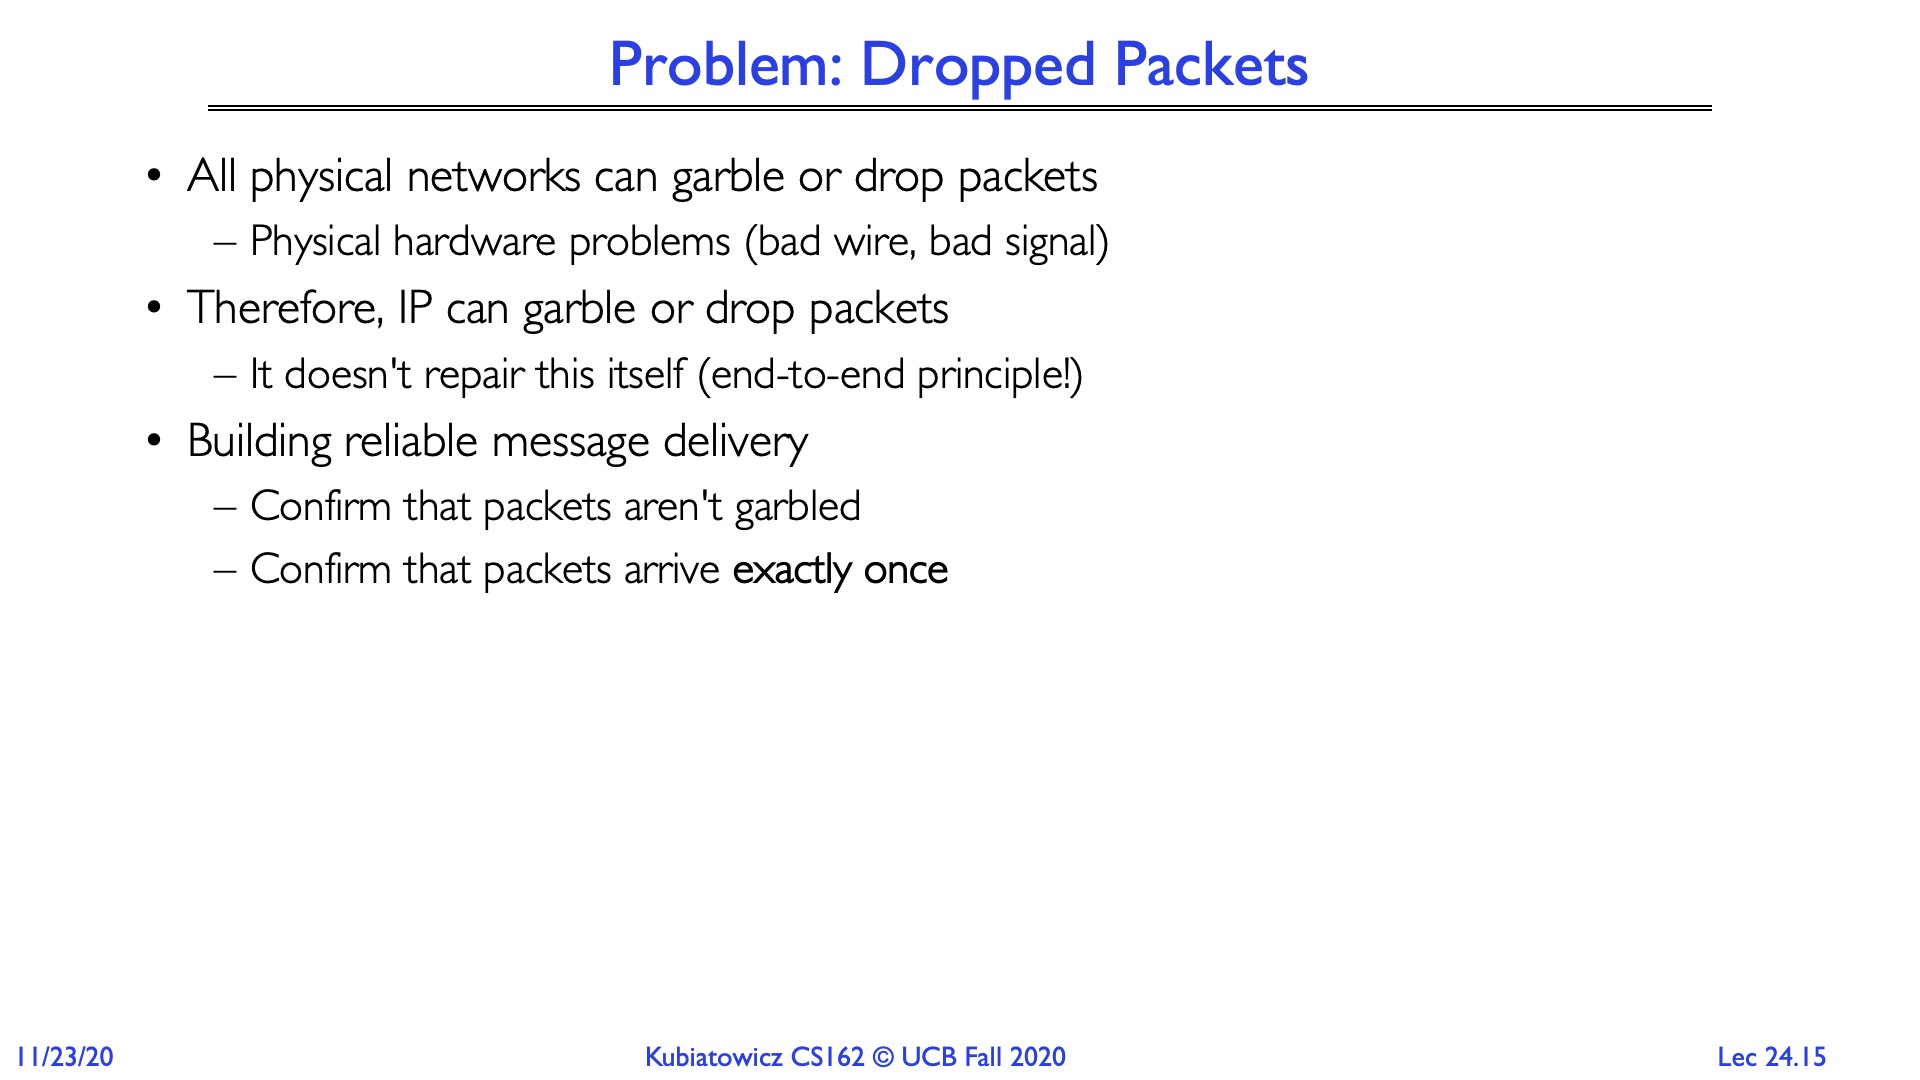 Problem: Dropped Packets
• All physical networks can garble or drop packets
– Physical hardware problems (bad wire, bad signal)
• Therefore, IP can garble or drop packets
– It doesn't repair this itself (end-to-end principle!)
• Building reliable message delivery
– Confirm that packets aren't garbled
– Confirm that packets arrive exactly once
11/23/20
Kubiatowicz CS162 © UCB Fall 2020
Lec 24.15